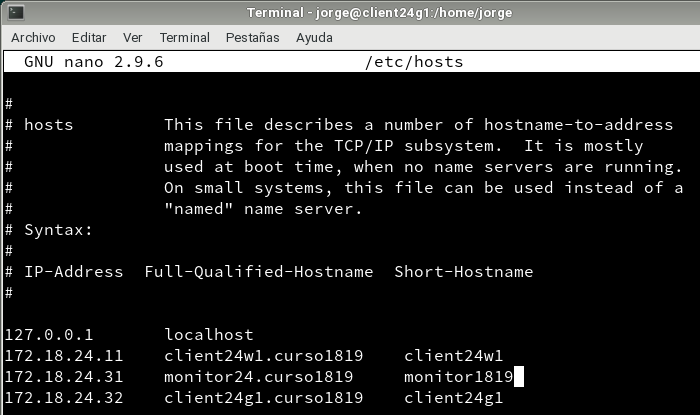 Terminal - jorge@client24g1:/home/jorge
Archivo Editar Ver Terminal Pestañas Ayuda
GNU nano 2.9.6 /etc/hosts
#
# hosts This file describes a number of hostname-to-address
# mappings for the TCP/IP subsystem. It is mostly
# used at boot time, when no name servers are running.
# On small systems, this file can be used instead of a
# "named" name server.
# Syntax:
#
# IP-Address Full-Qualified-Hostname Short-Hostname
#
127.0.0.1 localhost
172.18.24.11 client24w1.curso1819 client24w1
172.18.24.31 monitor24.curso1819 monitor1819
172.18.24.32 client24g1.curso1819 client24g1